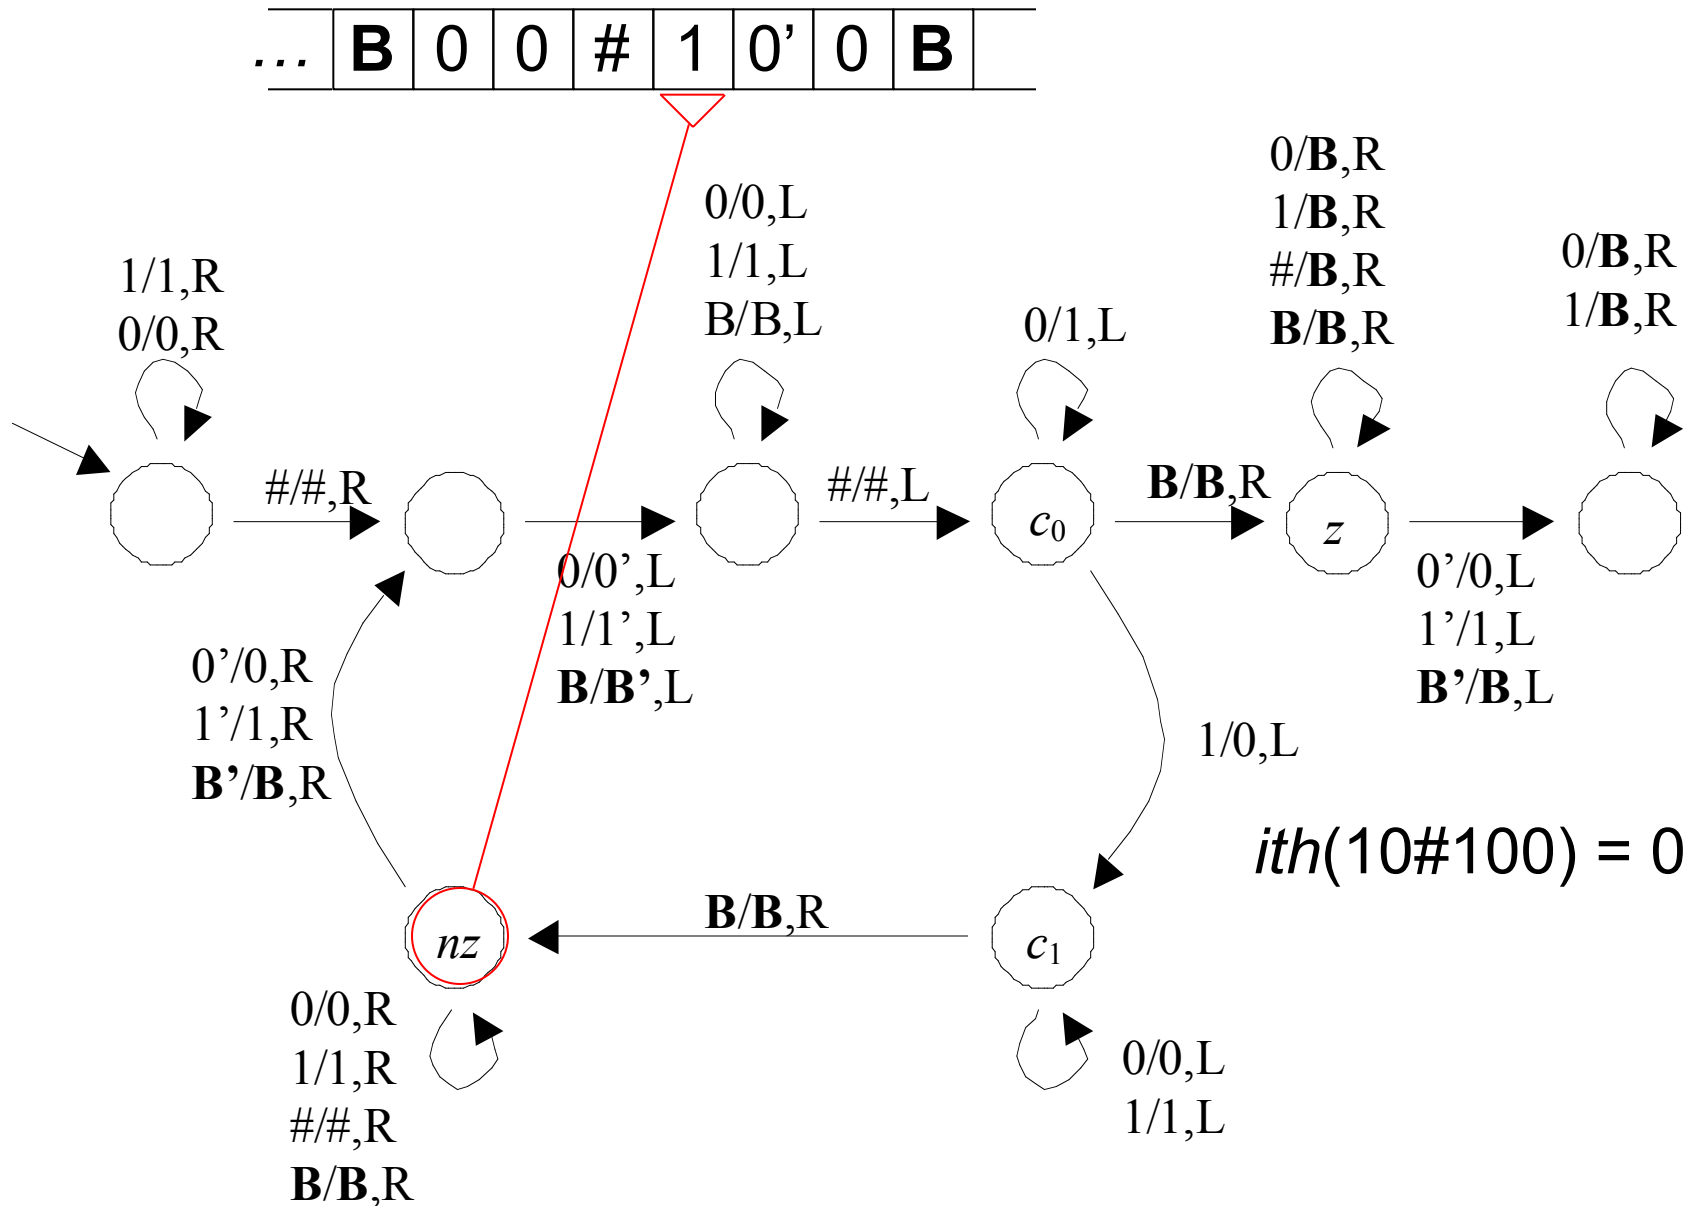 ... B 0 0 # 1 0’ 0 B
1/1,R
0/0,R
#/#,R
0/0’,L
1/1’,L
B/B’,L
0/0,L
1/1,L
B/B,L
#/#,L
0/1,L
c0
B/B,R
0/B,R
1/B,R
#/B,R
B/B,R
z
0’/0,L
1’/1,L
B’/B,L
0/B,R
1/B,R
1/0,L
ith(10#100) = 0
c1
0/0,L
1/1,L
B/B,R
nz
0/0,R
1/1,R
#/#,R
B/B,R
0’/0,R
1’/1,R
B’/B,R